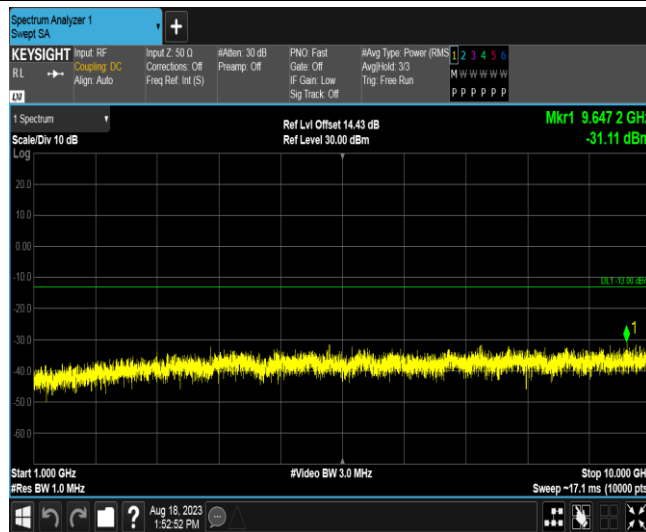 Spectrum Analyzer 1
Swept SA
KEYSIGHT
RL
LXI
Input: RF
Coupling: DC
Align: Auto
Input Z: 50 Ω
Corrections: Off
Freq Ref: Int (S)
#Atten: 30 dB
Preamp: Off
PNO: Fast
Gate: Off
IF Gain: Low
Sig Track: Off
#Avg Type: Power (RMS
Avg|Hold: 3/3
Trig: Free Run
1 2 3 4 5 6
M W W W W W
P P P P P P
1 Spectrum
Scale/Div 10 dB
Log
Ref Lvl Offset 14.43 dB
Ref Level 30.00 dBm
Mkr1 9.647 2 GHz
-31.11 dBm
20.0
10.0
0.00
-10.0
DL1 -13.00 dBm
-20.0
1
-30.0
-40.0
-50.0
-60.0
Start 1.000 GHz
#Video BW 3.0 MHz
Stop 10.000 GHz
#Res BW 1.0 MHz
Sweep ~17.1 ms (10000 pts
?
Aug 18, 2023
1:52:52 PM